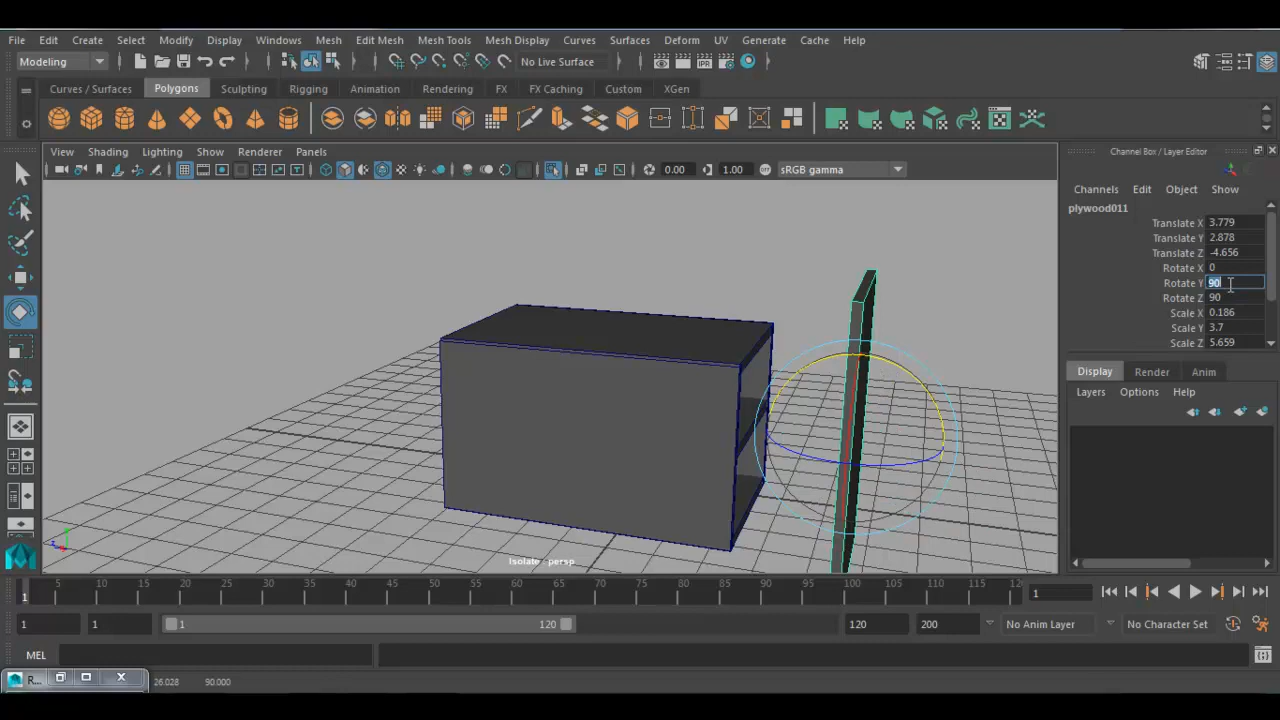 File Edit Create Select Modify Display Windows Mesh Edit Mesh Mesh Tools Mesh Display Curves Surfaces Deform UV Generate Cache Help
Modeling No Live Surface
Curves / Surfaces Polygons Sculpting Rigging Animation Rendering FX FX Caching Custom XGen
View Shading Lighting Show Renderer Panels
0.00 1.00 sRGB gamma
Channel Box / Layer Editor
Channels Edit Object Show
plywood011
Translate X 3.779
Translate Y 2.878
Translate Z -4.656
Rotate X 0
Rotate Y 90
Rotate Z 90
Scale X 0.186
Scale Y 3.7
Scale Z 5.659
Display Render Anim
Layers Options Help
Isolate : persp
5 10 15 20 25 30 35 40 45 50 55 60 65 70 75 80 85 90 95 100 105 110 115 12
1 1
1 1 1 120 120 200 No Anim Layer No Character Set
MEL
R... 26.028 90.000